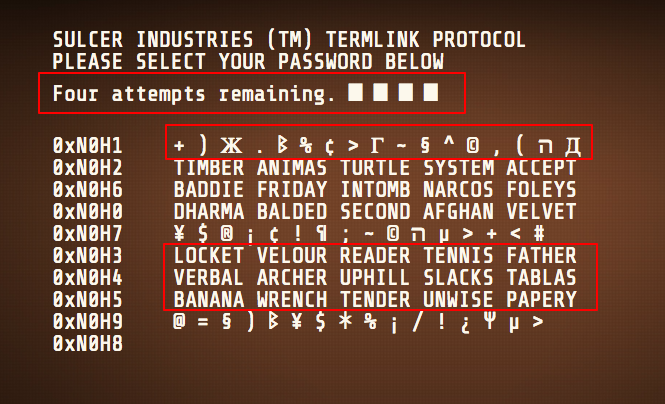 SULCER INDUSTRIES (TM) TERMLINK PROTOCOL
PLEASE SELECT YOUR PASSWORD BELOW
Four attempts remaining. ■ ■ ■ ■
0xN0H1 + ) Ж . ₿ % ¢ > Г ~ § ^ © , ( ה Д
0xN0H2 TIMBER ANIMAS TURTLE SYSTEM ACCEPT
0xN0H6 BADDIE FRIDAY INTOMB NARCOS FOLEYS
0xN0H0 DHARMA BALDED SECOND AFGHAN VELVET
0xN0H7 ¥ $ ® ¡ ¢ ! ¶ ; ~ © ה µ > + < #
0xN0H3 LOCKET VELOUR READER TENNIS FATHER
0xN0H4 VERBAL ARCHER UPHILL SLACKS TABLAS
0xN0H5 BANANA WRENCH TENDER UNWISE PAPERY
0xN0H9 @ = § ) ₿ ¥ $ * % ¡ / ! ¿ Ψ µ >
0xN0H8